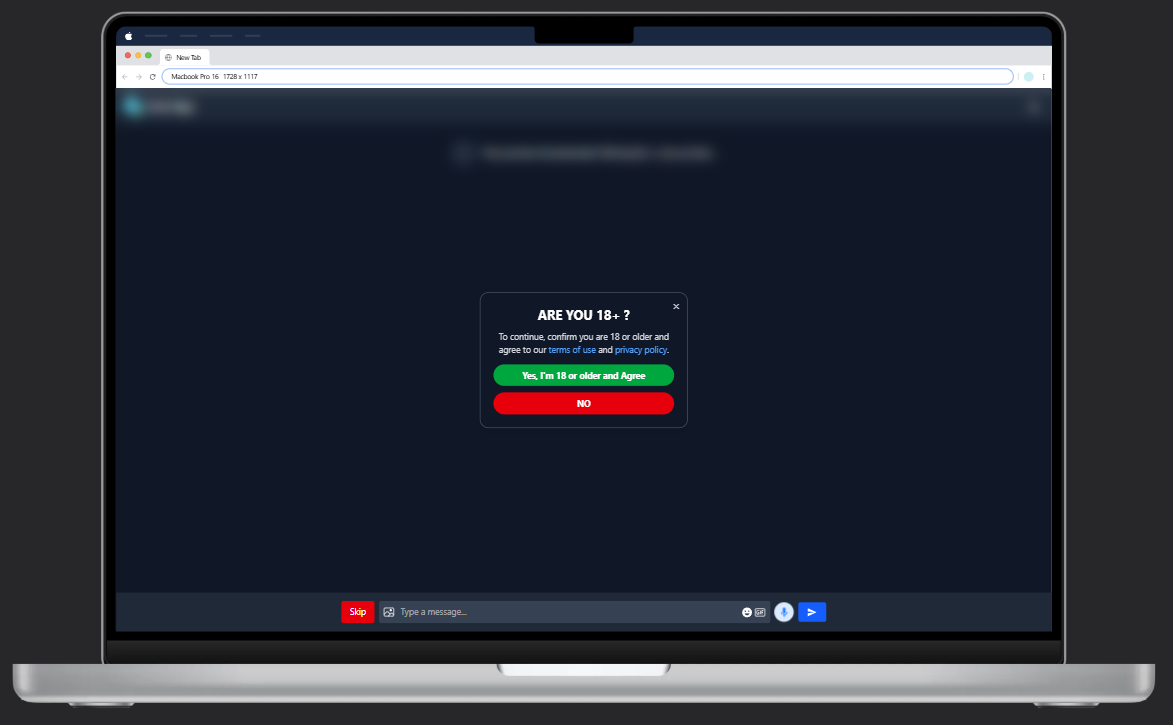 New Tab
Macbook Pro 16 1728 x 1117
ARE YOU 18+ ?
To continue, confirm you are 18 or older and
agree to our terms of use and privacy policy.
Yes, I'm 18 or older and Agree
NO
Skip
Type a message...
GIF